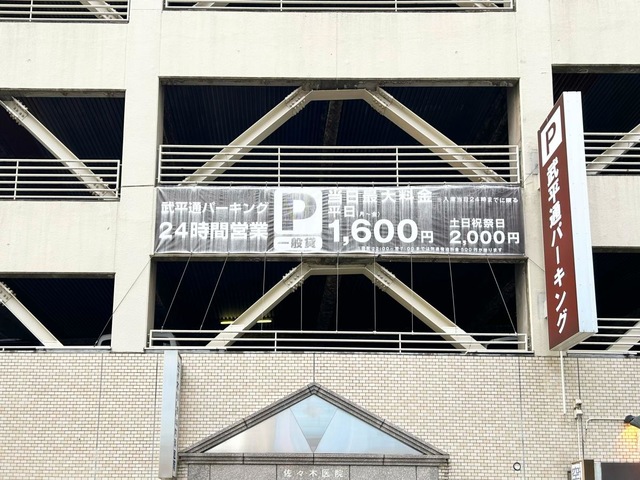 武平通パーキング
24時間営業
P
一般貸
当日最大料金
平日
1,600円
土日祝祭日
2,000円
P武平通パーキング
佐々木医院